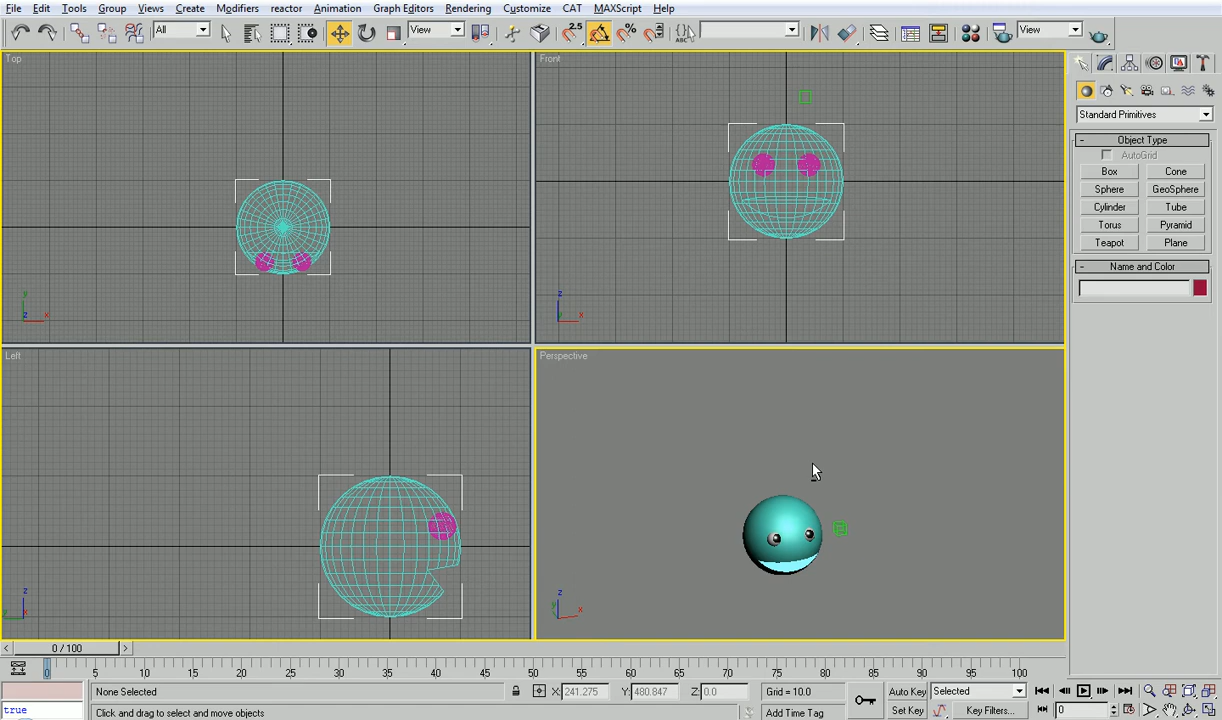 File Edit Tools Group Views Create Modifiers reactor Animation Graph Editors Rendering Customize CAT MAXScript Help
All View 2.5 View
Top Front
Standard Primitives
- Object Type
AutoGrid
Box Cone
Sphere GeoSphere
Cylinder Tube
Torus Pyramid
Teapot Plane
- Name and Color
y z
z x y x
Left Perspective
z z
y x y x
< 0 / 100 >
0 5 10 15 20 25 30 35 40 45 50 55 60 65 70 75 80 85 90 95 100
None Selected X: 241.275 Y: 480.847 Z: 0.0 Grid = 10.0 Auto Key Selected
true Click and drag to select and move objects Add Time Tag Set Key Key Filters... 0